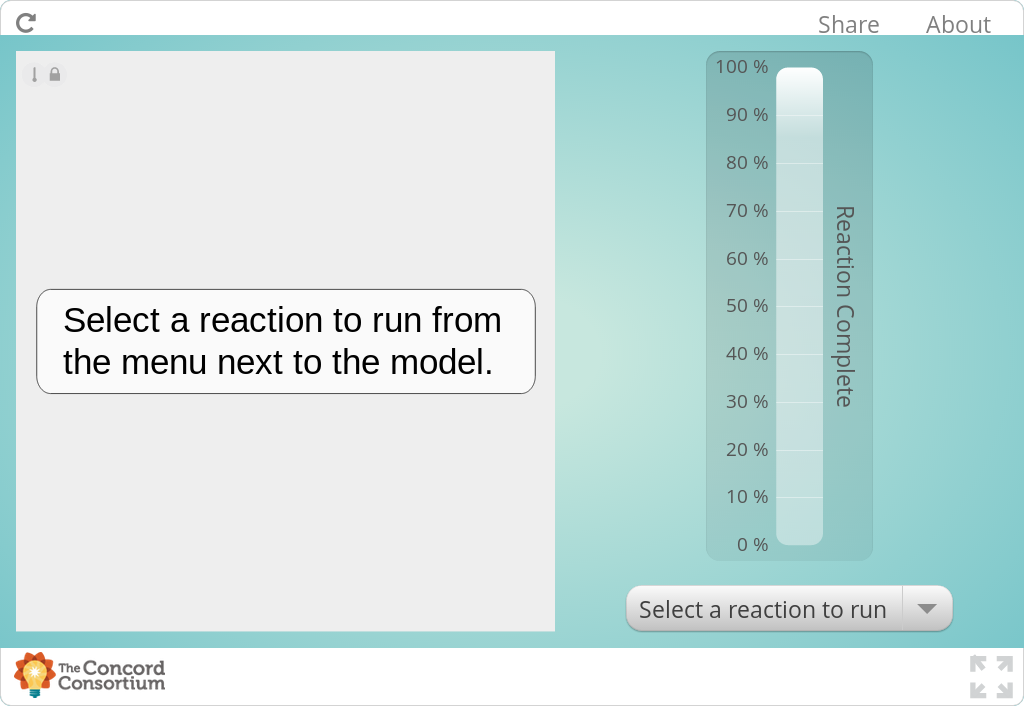 Share
About
Select a reaction to run from
the menu next to the model.
100 %
90 %
80 %
70 %
60 %
50 %
40 %
30 %
20 %
10 %
0 %
Reaction Complete
Select a reaction to run
The Concord
Consortium